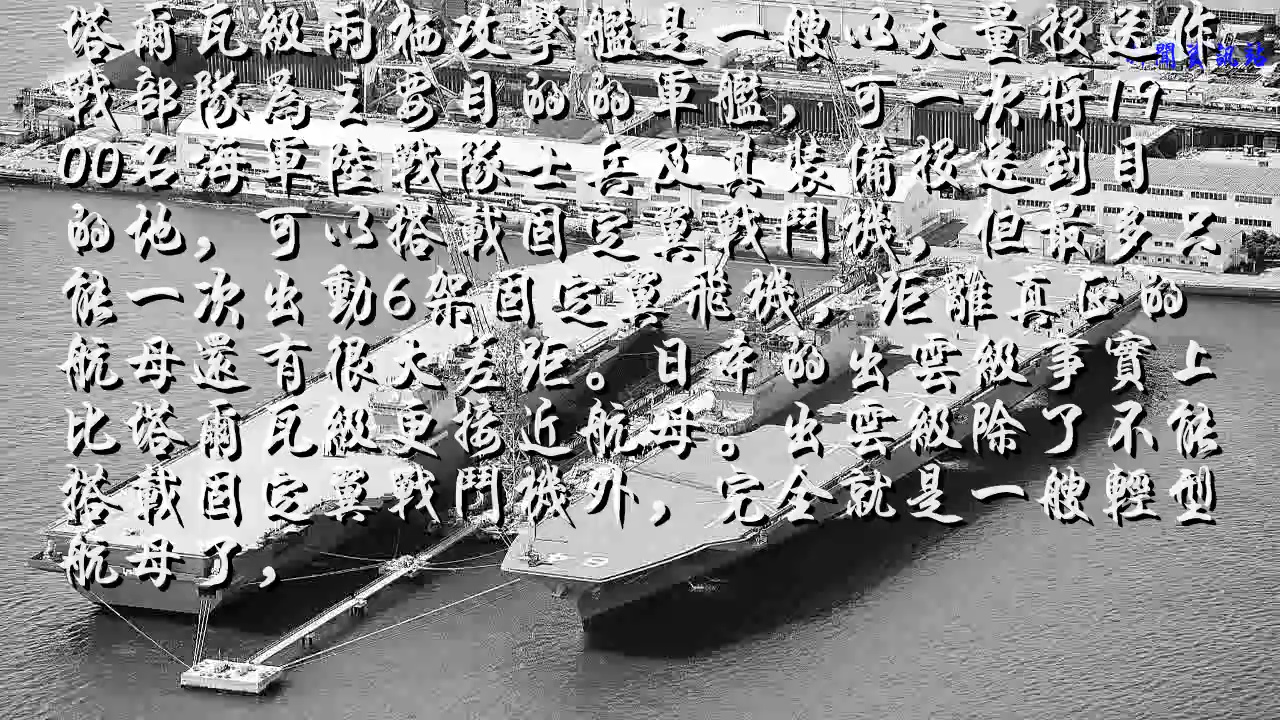 塔爾瓦級兩棲攻擊艦是一艘以大量投送作
戰部隊為主要目的的軍艦，可一次將19
00名海軍陸戰隊士兵及其裝備投送到目
的地，可以搭載固定翼戰鬥機，但最多只
能一次出動6架固定翼飛機，距離真正的
航母還有很大差距。日本的出雲級事實上
比塔爾瓦級更接近航母。出雲級除了不能
搭載固定翼戰鬥機外，完全就是一艘輕型
航母了，
訊站